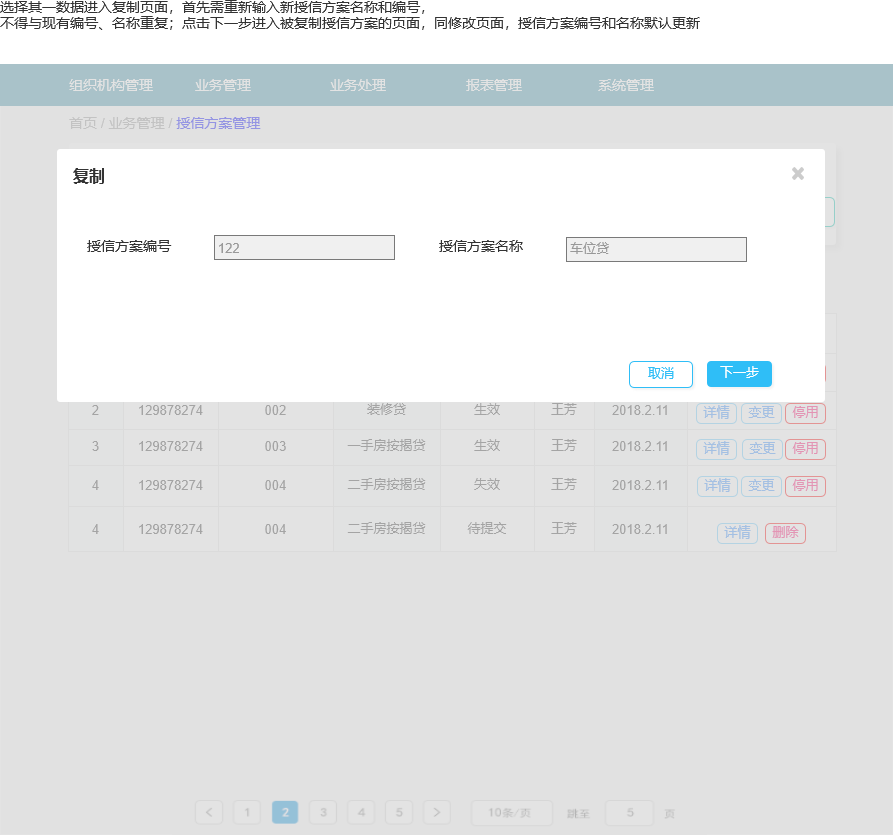 选择其一数据进入复制页面，首先需重新输入新授信方案名称和编号，
不得与现有编号、名称重复；点击下一步进入被复制授信方案的页面，同修改页面，授信方案编号和名称默认更新
组织机构管理 业务管理 业务处理 报表管理 系统管理
首页 / 业务管理 / 授信方案管理
复制 ✖
授信方案编号 122 授信方案名称 车位贷
取消 下一步
2 129878274 002 装修贷 生效 王芳 2018.2.11 详情 变更 停用
3 129878274 003 一手房按揭贷 生效 王芳 2018.2.11 详情 变更 停用
4 129878274 004 二手房按揭贷 失效 王芳 2018.2.11 详情 变更 停用
4 129878274 004 二手房按揭贷 待提交 王芳 2018.2.11 详情 删除
< 1 2 3 4 5 > 10条/页 跳至 5 页